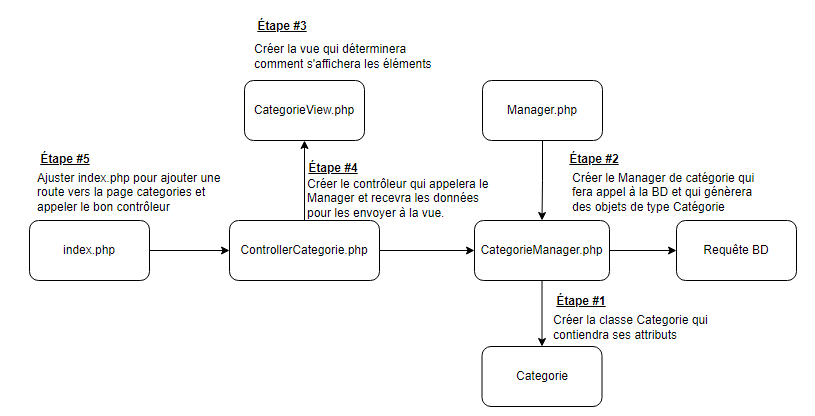 Étape #3
Créer la vue qui déterminera
comment s'affichera les éléments
CategorieView.php
Manager.php
Étape #5
Ajuster index.php pour ajouter une
route vers la page categories et
appeler le bon contrôleur
Étape #4
Créer le contrôleur qui appelera le
Manager et recevra les données
pour les envoyer à la vue.
Étape #2
Créer le Manager de catégorie qui
fera appel à la BD et qui génèrera
des objets de type Catégorie
index.php
ControllerCategorie.php
CategorieManager.php
Requête BD
Étape #1
Créer la classe Categorie qui
contiendra ses attributs
Categorie